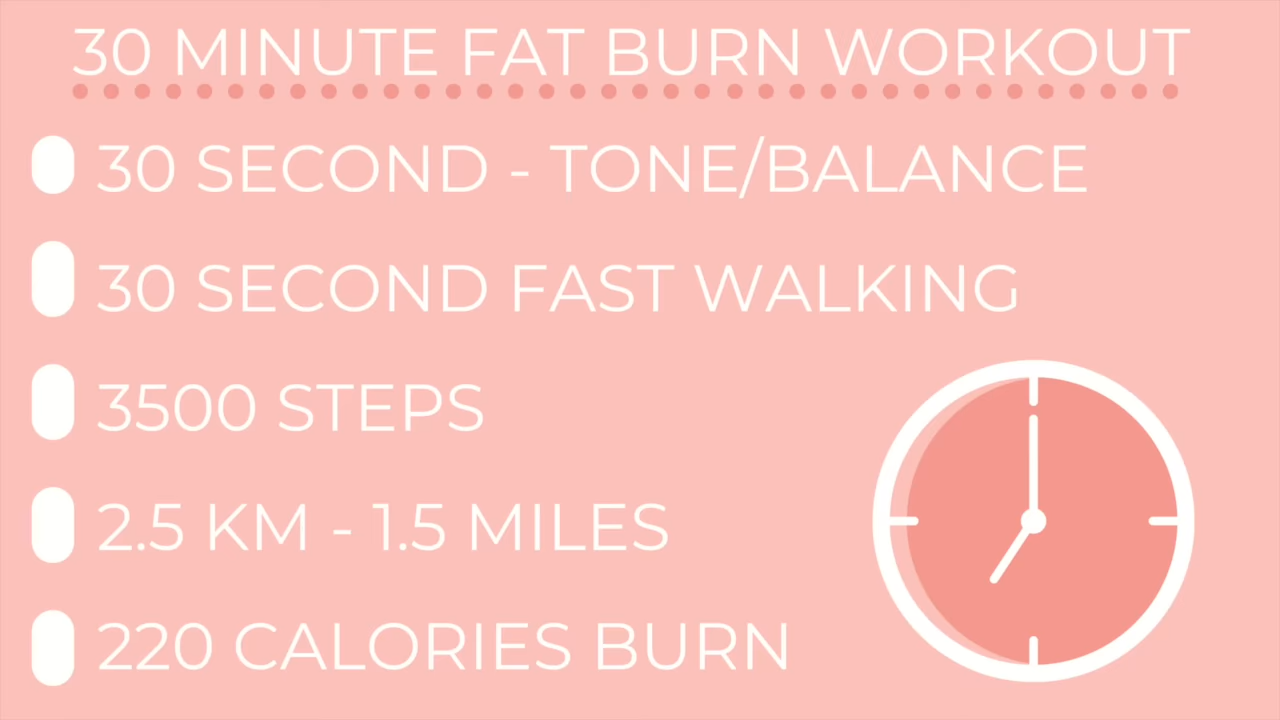 30 MINUTE FAT BURN WORKOUT
30 SECOND - TONE/BALANCE
30 SECOND FAST WALKING
3500 STEPS
2.5 KM - 1.5 MILES
220 CALORIES BURN